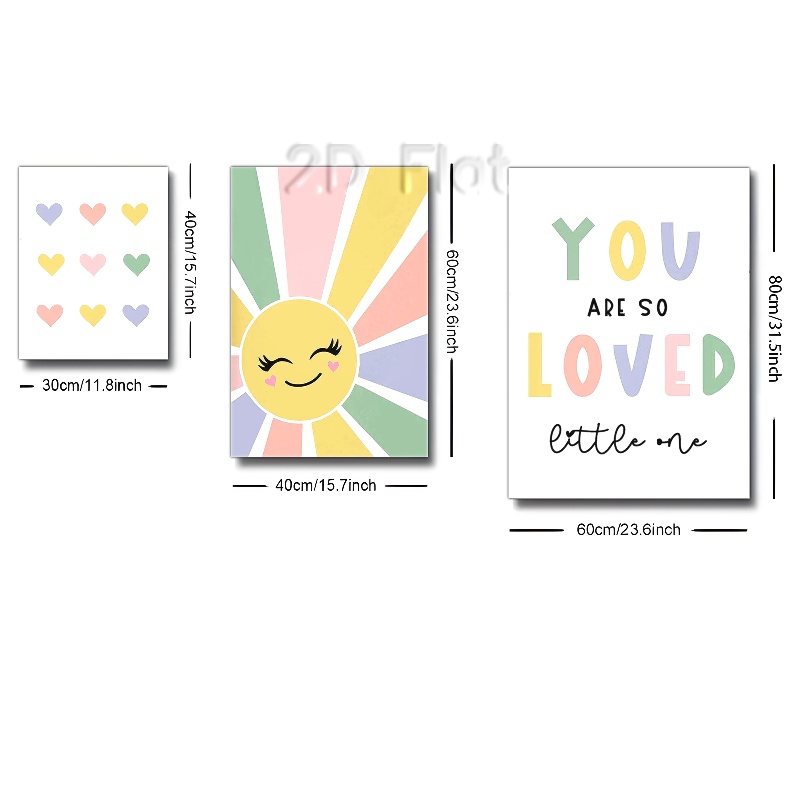 2D Flat
40cm/15.7inch
30cm/11.8inch
60cm/23.6inch
40cm/15.7inch
YOU
ARE SO
LOVED
little one
80cm/31.5inch
60cm/23.6inch